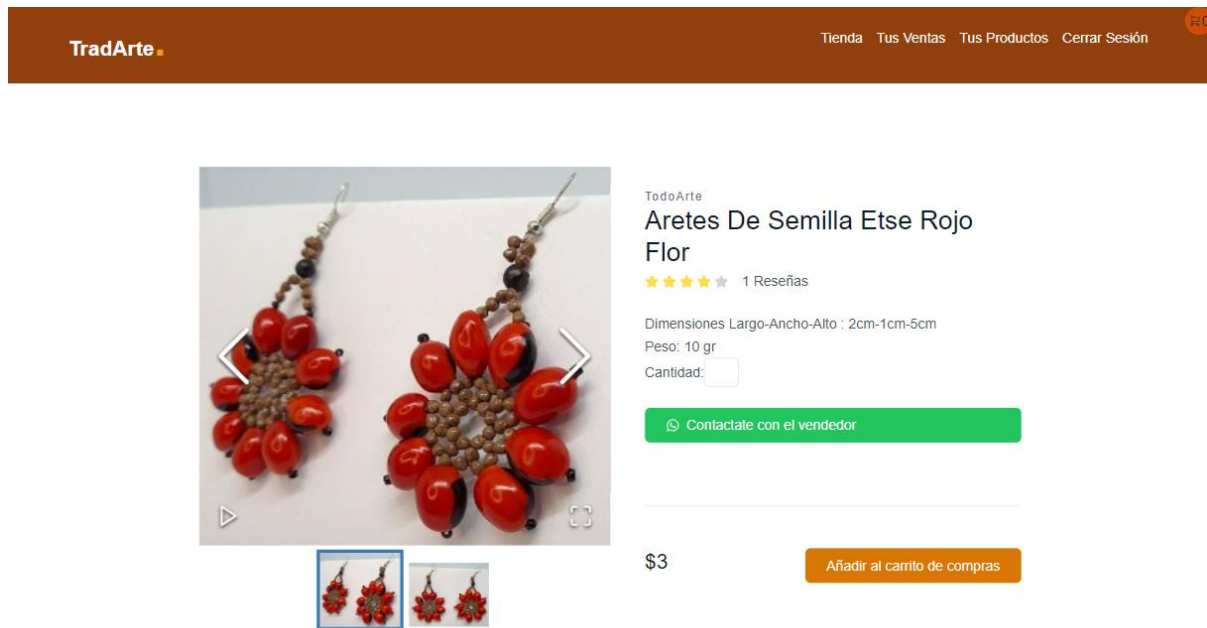 TradArte.
Tienda Tus Ventas Tus Productos Cerrar Sesión
0
TodoArte
Aretes De Semilla Etse Rojo
Flor
1 Reseñas
Dimensiones Largo-Ancho-Alto : 2cm-1cm-5cm
Peso: 10 gr
Cantidad:
Contactate con el vendedor
$3
Añadir al carrito de compras